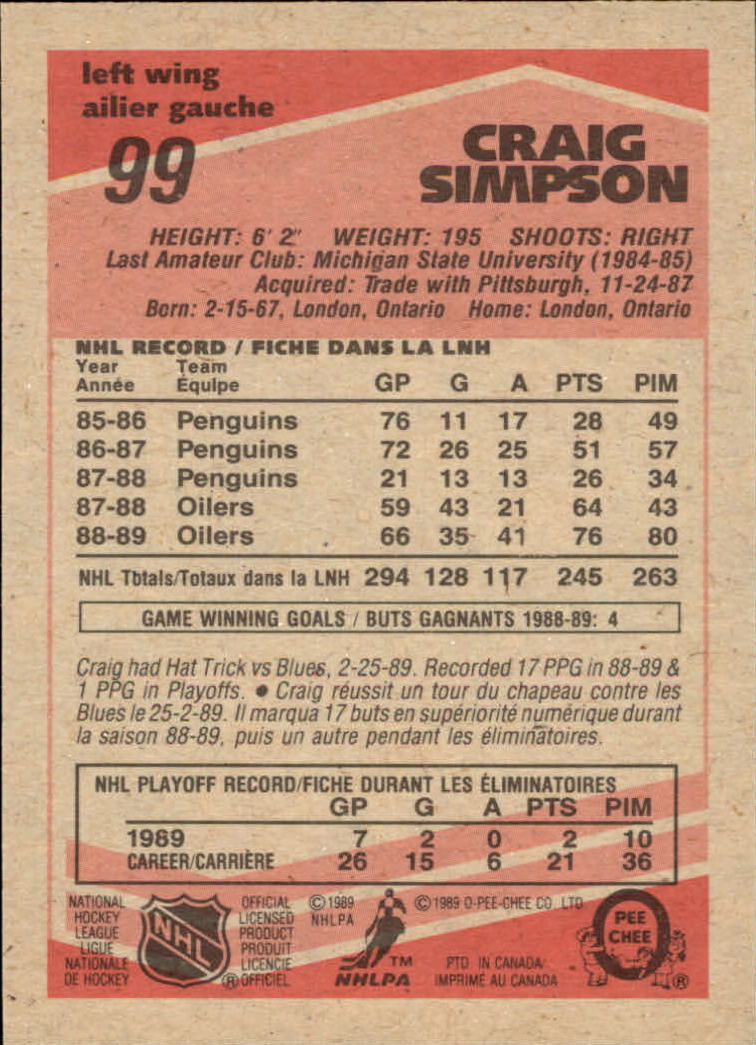 left wing
ailier gauche
99
CRAIG
SIMPSON
HEIGHT: 6' 2" WEIGHT: 195 SHOOTS: RIGHT
Last Amateur Club: Michigan State University (1984-85)
Acquired: Trade with Pittsburgh, 11-24-87
Born: 2-15-67, London, Ontario Home: London, Ontario
NHL RECORD / FICHE DANS LA LNH
Year Team
Année Équipe GP G A PTS PIM
85-86 Penguins 76 11 17 28 49
86-87 Penguins 72 26 25 51 57
87-88 Penguins 21 13 13 26 34
87-88 Oilers 59 43 21 64 43
88-89 Oilers 66 35 41 76 80
NHL Totals/Totaux dans la LNH 294 128 117 245 263
GAME WINNING GOALS / BUTS GAGNANTS 1988-89: 4
Craig had Hat Trick vs Blues, 2-25-89. Recorded 17 PPG in 88-89 &
1 PPG in Playoffs. ● Craig réussit un tour du chapeau contre les
Blues le 25-2-89. Il marqua 17 buts en supériorité numérique durant
la saison 88-89, puis un autre pendant les éliminatoires.
NHL PLAYOFF RECORD/FICHE DURANT LES ÉLIMINATOIRES
GP G A PTS PIM
1989 7 2 0 2 10
CAREER/CARRIÈRE 26 15 6 21 36
NATIONAL
HOCKEY
LEAGUE
LIGUE
NATIONALE
DE HOCKEY
NHL
OFFICIAL
LICENSED
PRODUCT
PRODUIT
LICENCIE
® OFFICIEL
© 1989
NHLPA
TM
NHLPA
© 1989 O-PEE-CHEE CO. LTD.
PTD. IN CANADA/
IMPRIMÉ AU CANADA
PEE
CHEE
®